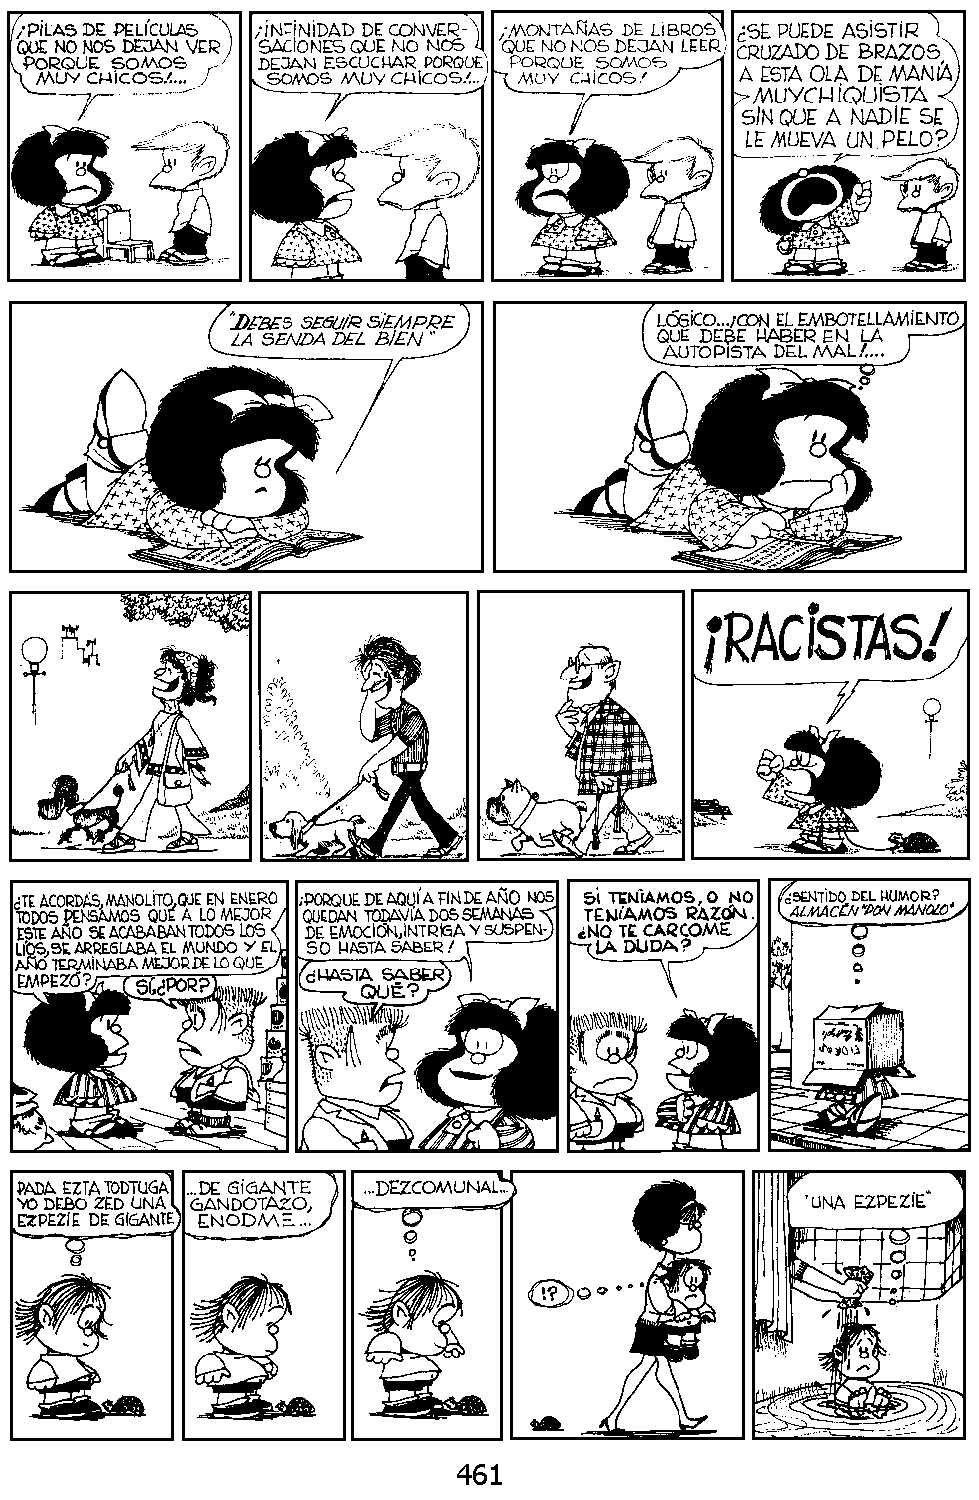 ¡PILAS DE PELÍCULAS
QUE NO NOS DEJAN VER
PORQUE SOMOS
MUY CHICOS!...
¡INFINIDAD DE CONVER-
SACIONES QUE NO NOS
DEJAN ESCUCHAR PORQUE
SOMOS MUY CHICOS!..
¡MONTAÑAS DE LIBROS
QUE NO NOS DEJAN LEER
PORQUE SOMOS
MUY CHICOS!
¿SE PUEDE ASISTIR
CRUZADO DE BRAZOS,
A ESTA OLA DE MANÍA
MUYCHIQUISTA
SIN QUE A NADIE SE
LE MUEVA UN PELO?
"DEBES SEGUIR SIEMPRE
LA SENDA DEL BIEN"
LÓGICO...¡CON EL EMBOTELLAMIENTO
QUE DEBE HABER EN LA
AUTOPISTA DEL MAL!....
¡RACISTAS!
¿TE ACORDÁS, MANOLITO, QUE EN ENERO
TODOS PENSAMOS QUE A LO MEJOR
ESTE AÑO SE ACABABAN TODOS LOS
LÍOS, SE ARREGLABA EL MUNDO Y EL
AÑO TERMINABA MEJOR DE LO QUE
EMPEZÓ?
SÍ, ¿POR?
¡PORQUE DE AQUÍ A FIN DE AÑO NOS
QUEDAN TODAVÍA DOS SEMANAS
DE EMOCIÓN, INTRIGA Y SUSPEN-
SO HASTA SABER!
¿HASTA SABER
QUÉ?
SI TENÍAMOS, O NO
TENÍAMOS RAZÓN.
¿NO TE CARCOME
LA DUDA?
¿SENTIDO DEL HUMOR?
ALMACÉN "DON MANOLO"
FIDEOS
PADA EZTA TODTUGA
YO DEBO ZED UNA
EZPEZIE DE GIGANTE
...DE GIGANTE
GANDOTAZO,
ENODME...
...DEZCOMUNAL..
!?
"UNA EZPEZIE"
461